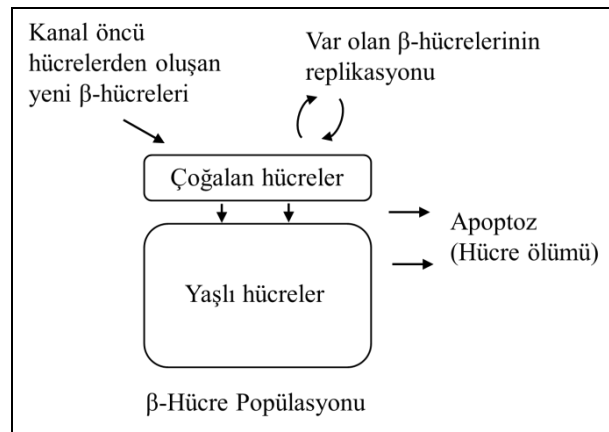 Kanal öncü
hücrelerden oluşan
yeni β-hücreleri
Var olan β-hücrelerinin
replikasyonu
Çoğalan hücreler
Apoptoz
(Hücre ölümü)
Yaşlı hücreler
β-Hücre Popülasyonu